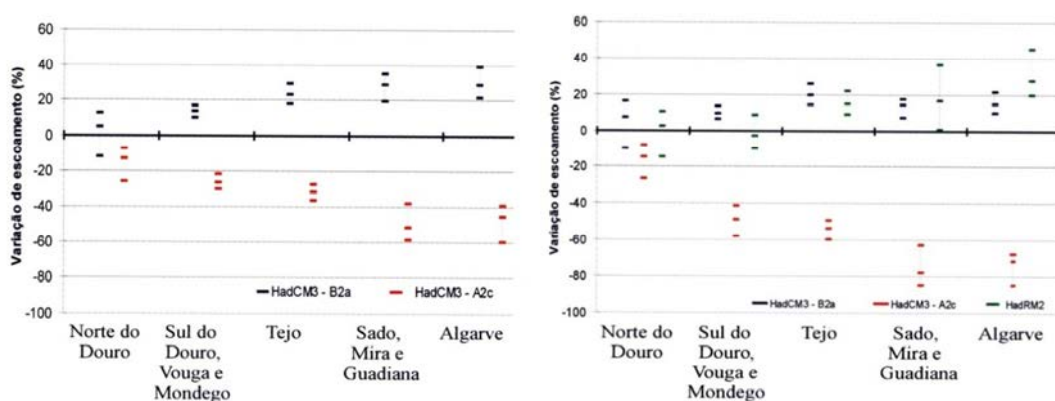 Variação de escoamento (%)
60
40
20
0
-20
-40
-60
-80
-100
HadCM3 - B2a HadCM3 - A2c
Norte do
Douro
Sul do
Douro,
Vouga e
Mondego
Tejo
Sado,
Mira e
Guadiana
Algarve
Variação de escoamento (%)
60
40
20
0
-20
-40
-60
-80
-100
HadCM3 - B2a HadCM3 - A2c HadRM2
Norte do
Douro
Sul do
Douro,
Vouga e
Mondego
Tejo
Sado,
Mira e
Guadiana
Algarve